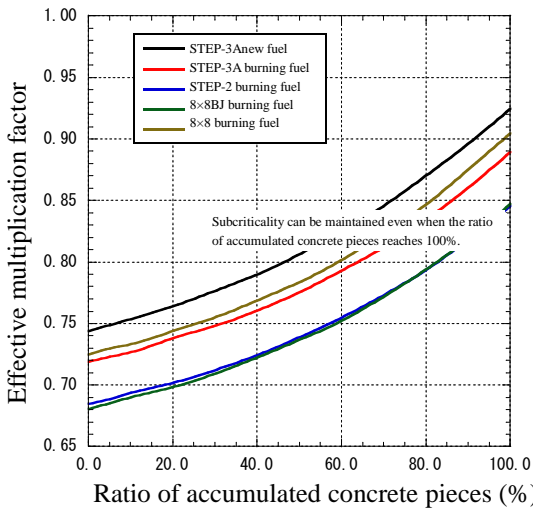 1.00
0.95
0.90
0.85
0.80
0.75
0.70
0.65
Effective multiplication factor
STEP-3Anew fuel
STEP-3A burning fuel
STEP-2 burning fuel
8×8BJ burning fuel
8×8 burning fuel
Subcriticality can be maintained even when the ratio
of accumulated concrete pieces reaches 100%.
0.0 20.0 40.0 60.0 80.0 100.0
Ratio of accumulated concrete pieces (%)